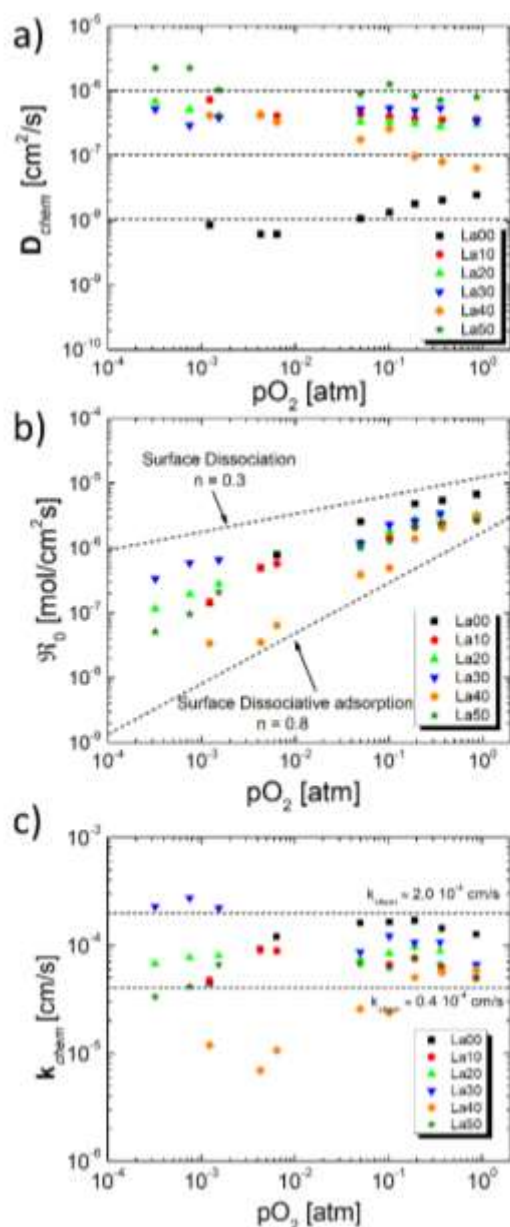 a)
10⁻⁵
10⁻⁶
10⁻⁷
10⁻⁸
10⁻⁹
10⁻¹⁰
D_chem [cm²/s]
La00
La10
La20
La30
La40
La50
10⁻⁴ 10⁻³ 10⁻² 10⁻¹ 10⁰
pO₂ [atm]
b)
10⁻⁴
10⁻⁵
10⁻⁶
10⁻⁷
10⁻⁸
10⁻⁹
ℜ₀ [mol/cm²s]
Surface Dissociation
n = 0.3
Surface Dissociative adsorption
n = 0.8
La00
La10
La20
La30
La40
La50
10⁻⁴ 10⁻³ 10⁻² 10⁻¹ 10⁰
pO₂ [atm]
c)
10⁻³
10⁻⁴
10⁻⁵
10⁻⁶
k_chem [cm/s]
k_chem = 2.0 10⁻⁴ cm/s
k_chem = 0.4 10⁻⁴ cm/s
La00
La10
La20
La30
La40
La50
10⁻⁴ 10⁻³ 10⁻² 10⁻¹ 10⁰
pO₂ [atm]